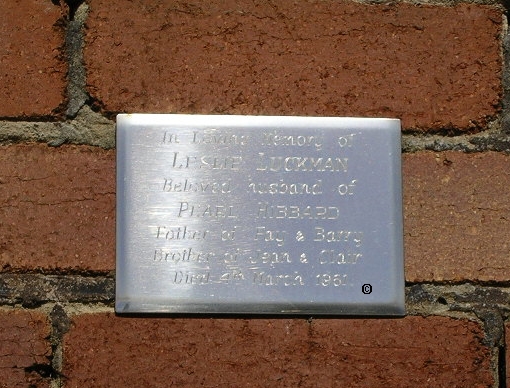 In Loving Memory of
LESLIE LUCKMAN
Beloved husband of
PEARL HIBBARD
Father of Fay & Barry
Brother of Jean & Clair
Died 4th March 1961
©